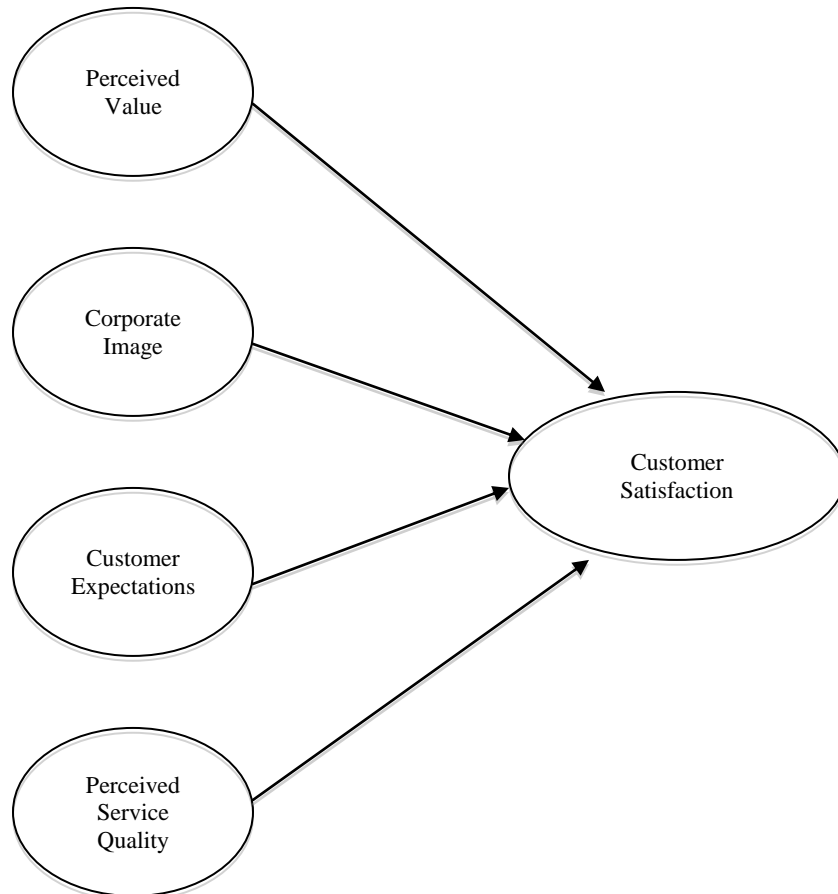 Perceived
Value
Corporate
Image
Customer
Satisfaction
Customer
Expectations
Perceived
Service
Quality